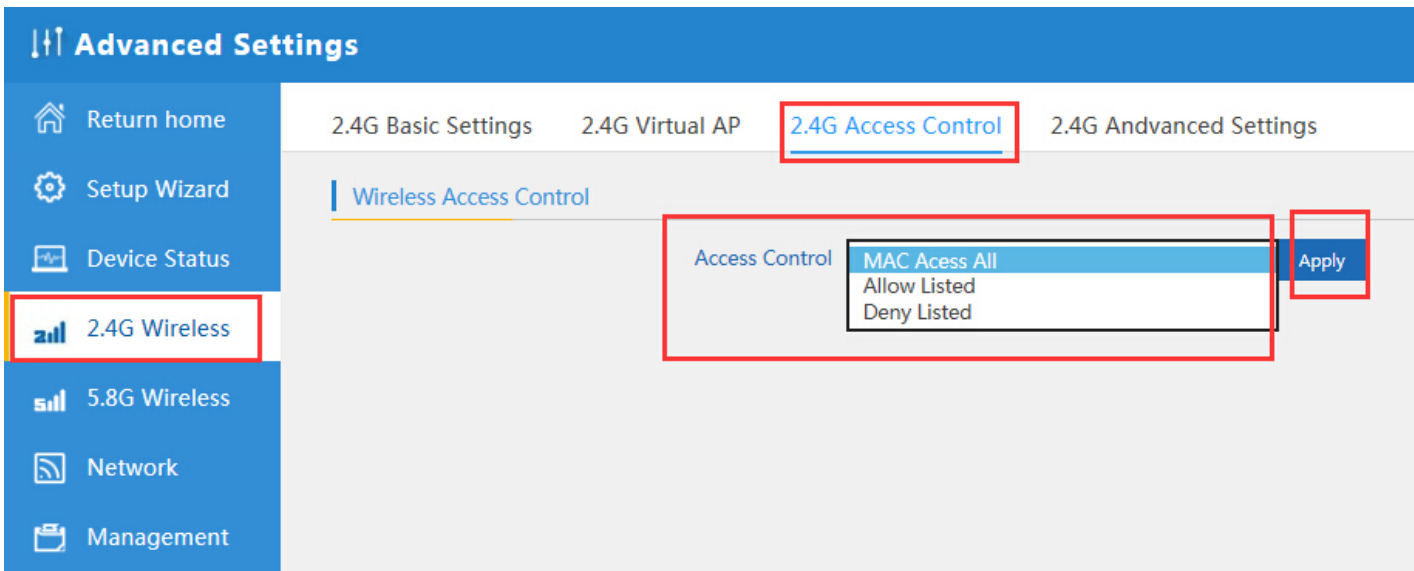 Advanced Settings
Return home
Setup Wizard
Device Status
2.4G Wireless
5.8G Wireless
Network
Management
2.4G Basic Settings
2.4G Virtual AP
2.4G Access Control
2.4G Andvanced Settings
Wireless Access Control
Access Control
MAC Acess All
Allow Listed
Deny Listed
Apply